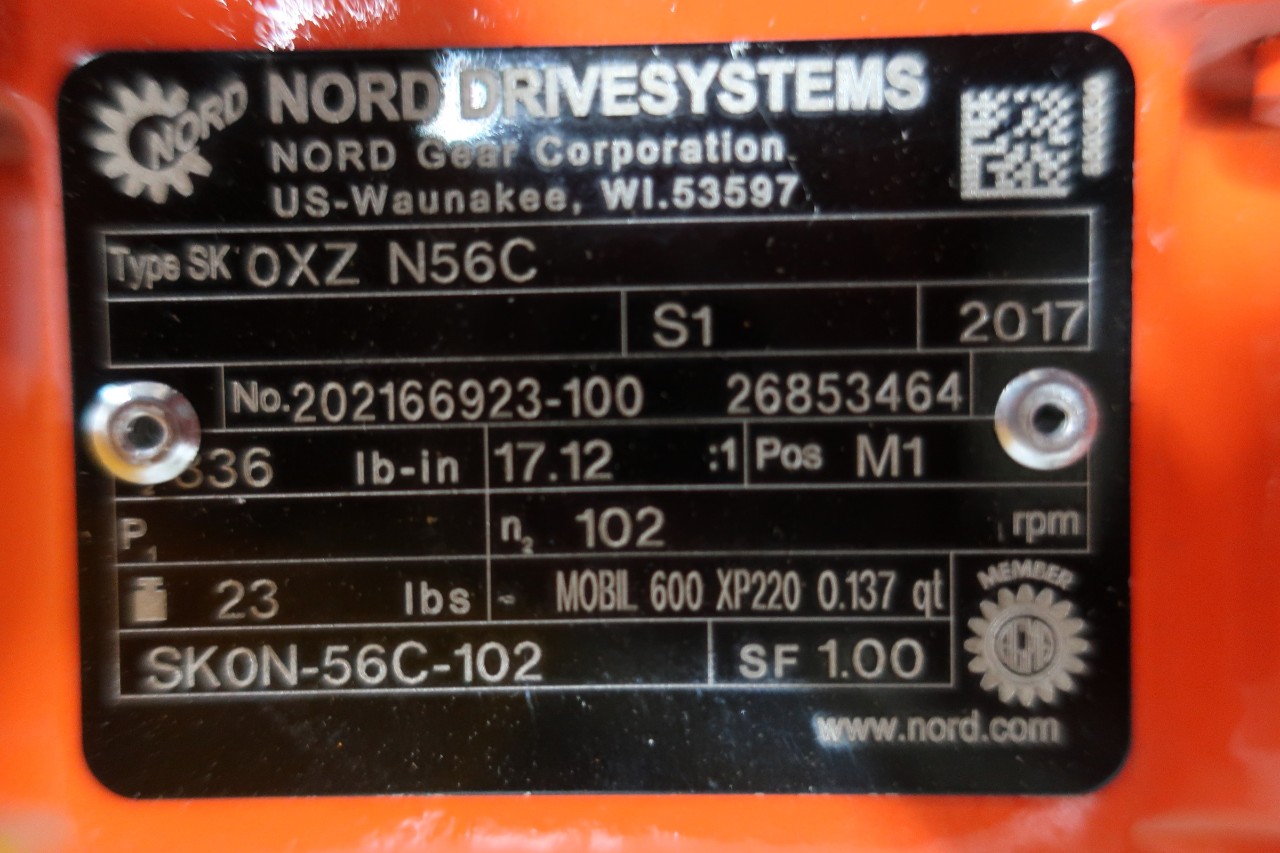 NORD
NORD DRIVESYSTEMS
NORD Gear Corporation
US-Waunakee, WI.53597
Type SK 0XZ N56C
S1 2017
No. 202166923-100 26853464
336 lb-in 17.12 :1 Pos M1
P1 n2 102 rpm
23 lbs MOBIL 600 XP220 0.137 qt
MEMBER
SK0N-56C-102 SF 1.00
www.nord.com